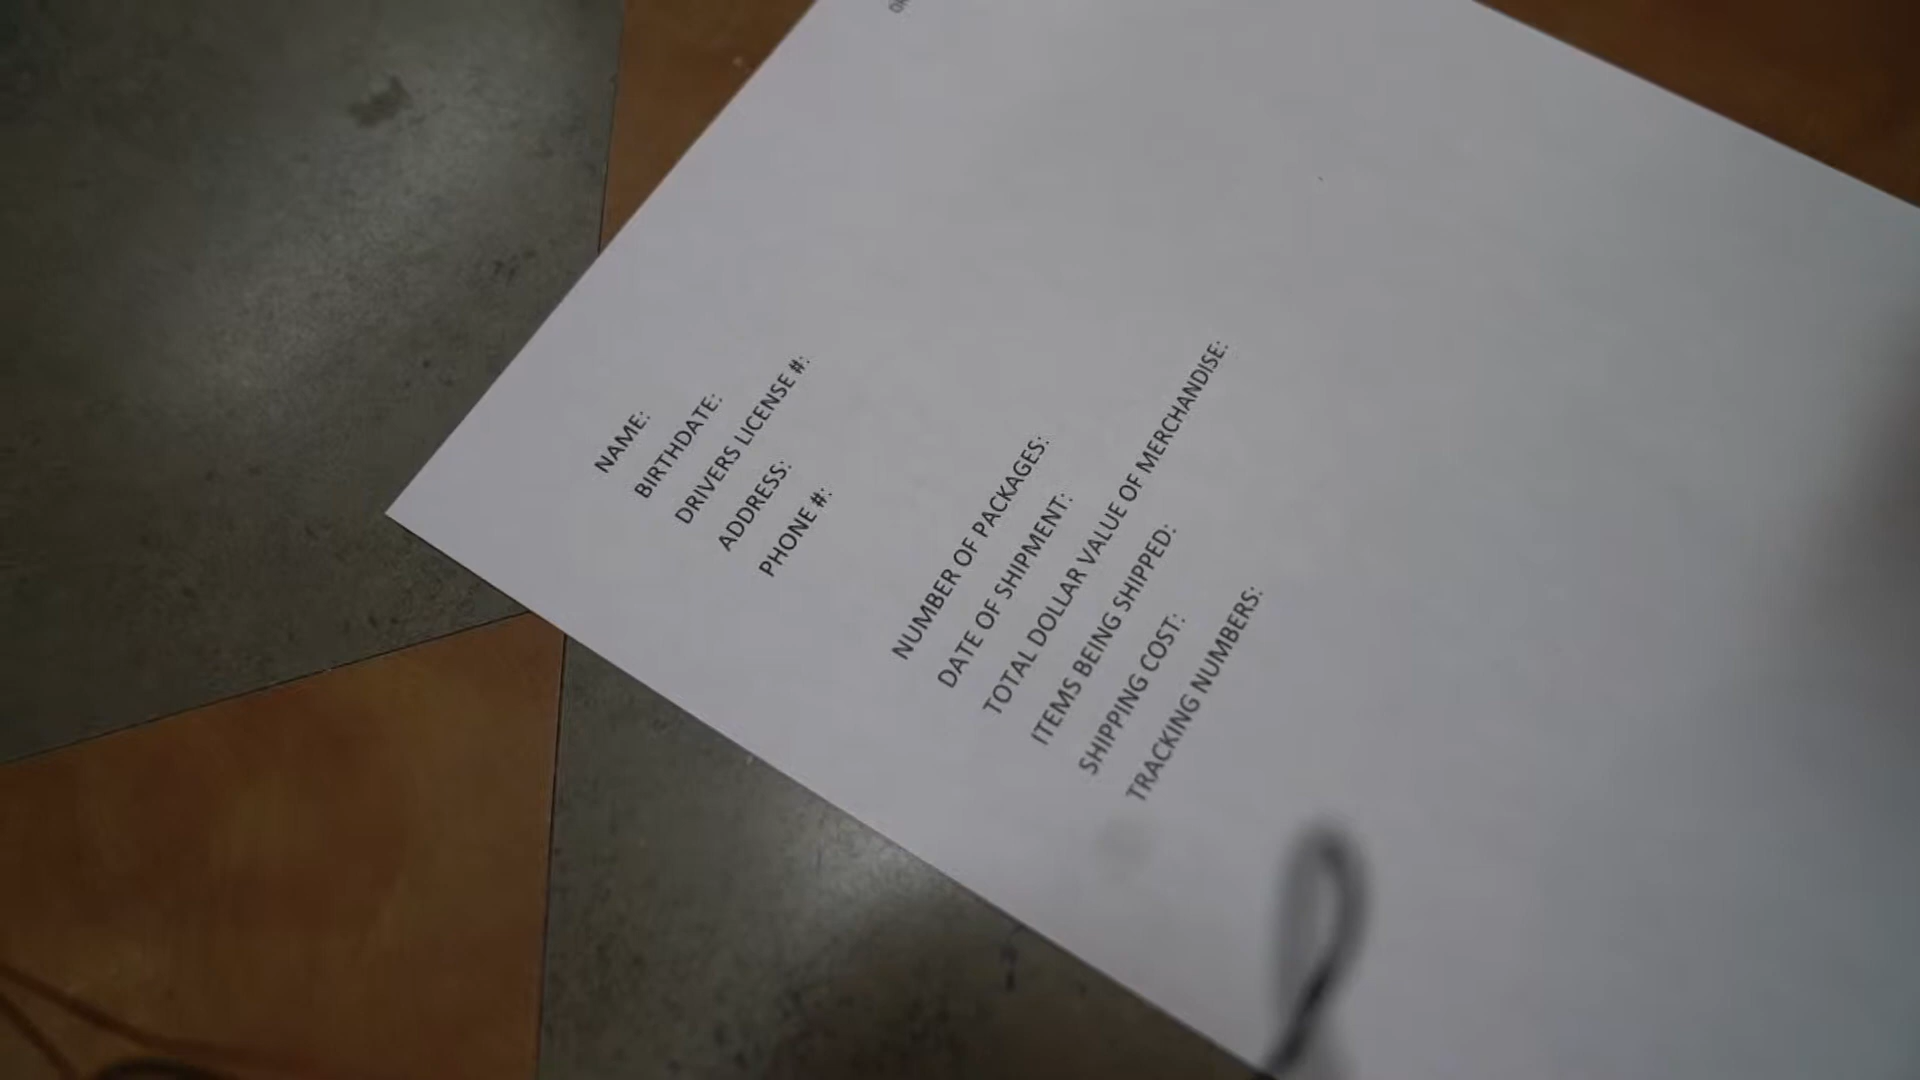 NAME:
BIRTHDATE:
DRIVERS LICENSE #:
ADDRESS:
PHONE #:
NUMBER OF PACKAGES:
DATE OF SHIPMENT:
TOTAL DOLLAR VALUE OF MERCHANDISE:
ITEMS BEING SHIPPED:
SHIPPING COST:
TRACKING NUMBERS: